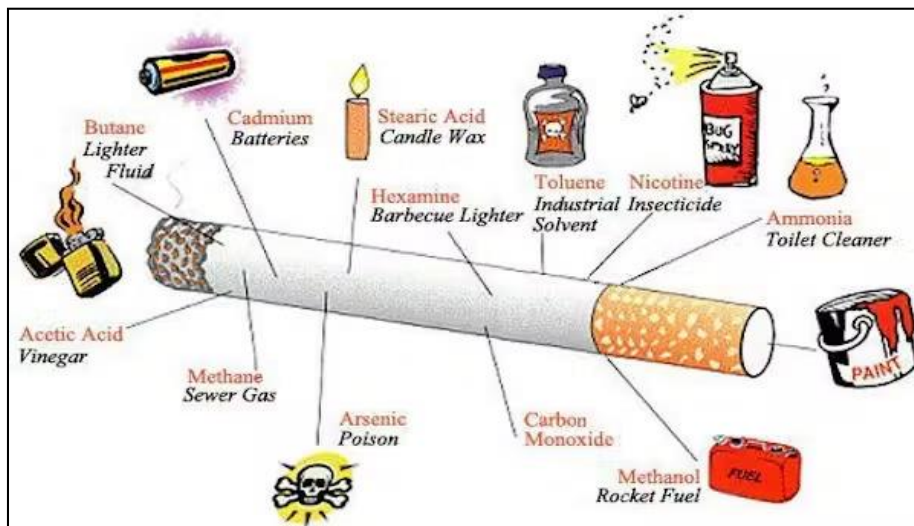 Butane
Lighter
Fluid
Cadmium
Batteries
Stearic Acid
Candle Wax
Hexamine
Barbecue Lighter
Toluene
Industrial
Solvent
Nicotine
Insecticide
BUG
SPRAY
Ammonia
Toilet Cleaner
Acetic Acid
Vinegar
Methane
Sewer Gas
Arsenic
Poison
Carbon
Monoxide
Methanol
Rocket Fuel
FUEL
PAINT